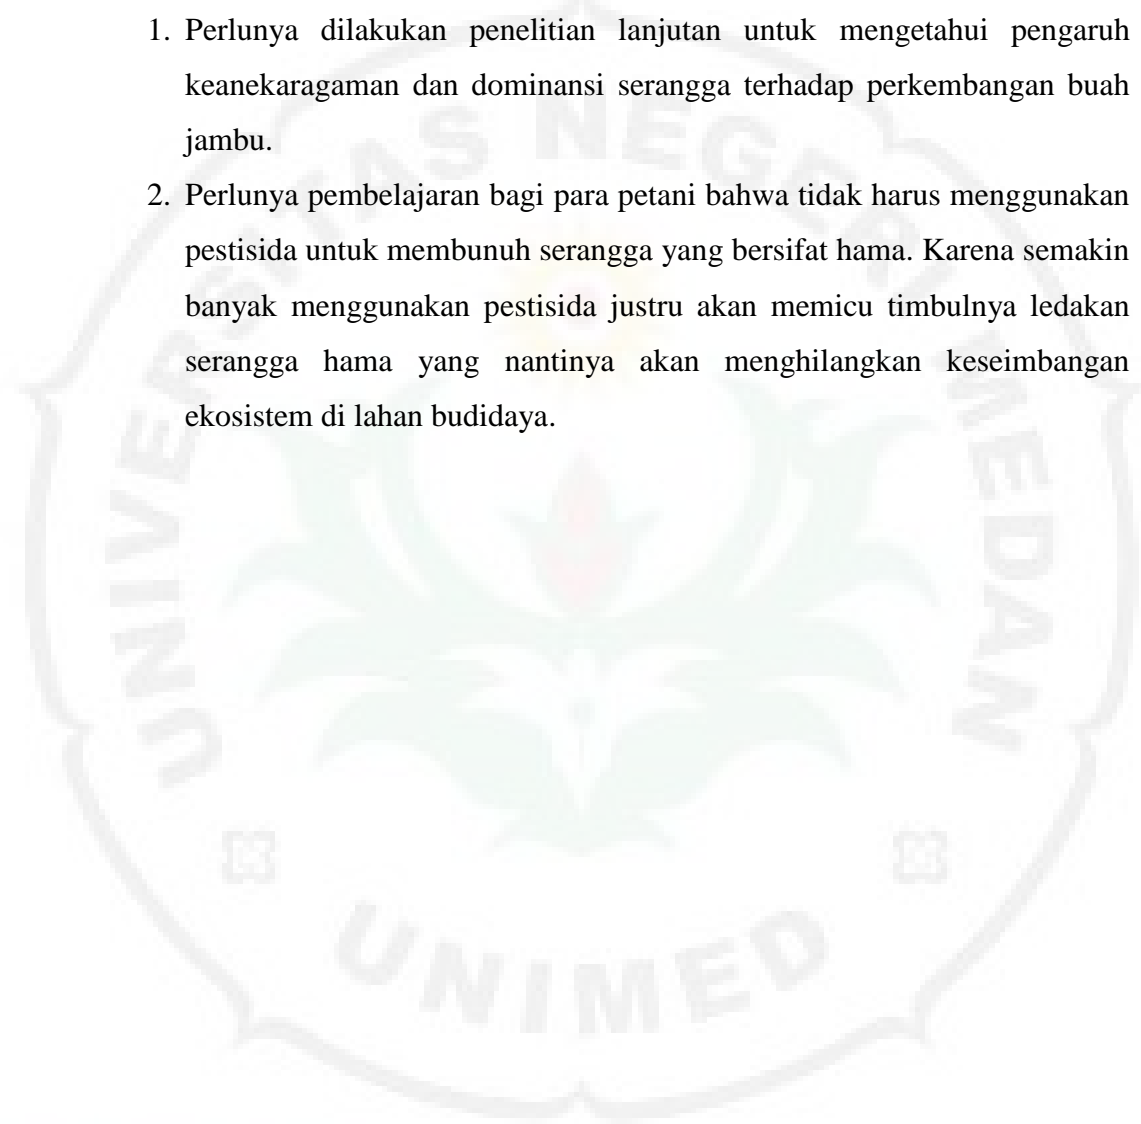 1. Perlunya dilakukan penelitian lanjutan untuk mengetahui pengaruh
keanekaragaman dan dominansi serangga terhadap perkembangan buah
jambu.
2. Perlunya pembelajaran bagi para petani bahwa tidak harus menggunakan
pestisida untuk membunuh serangga yang bersifat hama. Karena semakin
banyak menggunakan pestisida justru akan memicu timbulnya ledakan
serangga hama yang nantinya akan menghilangkan keseimbangan
ekosistem di lahan budidaya.
UNIVERSITAS NEGERI MEDAN
UNIMED